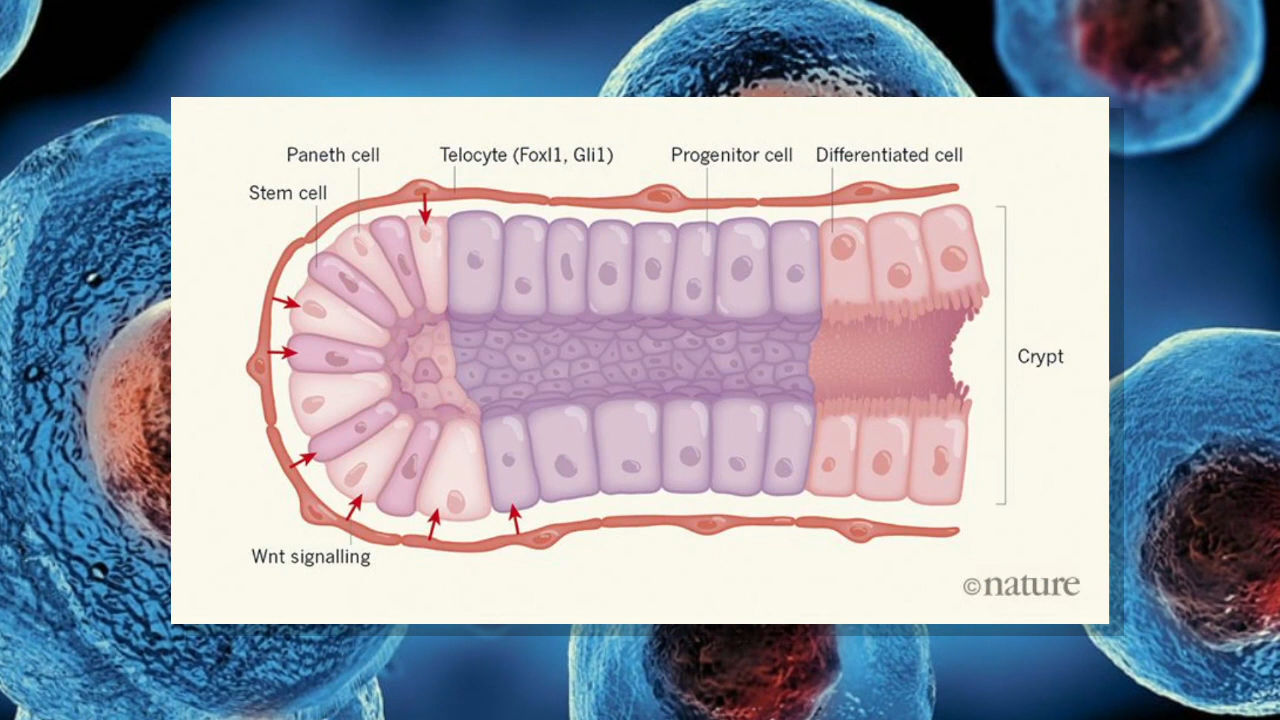 Paneth cell
Telocyte (Foxl1, Gli1)
Progenitor cell
Differentiated cell
Stem cell
Crypt
Wnt signalling
©nature